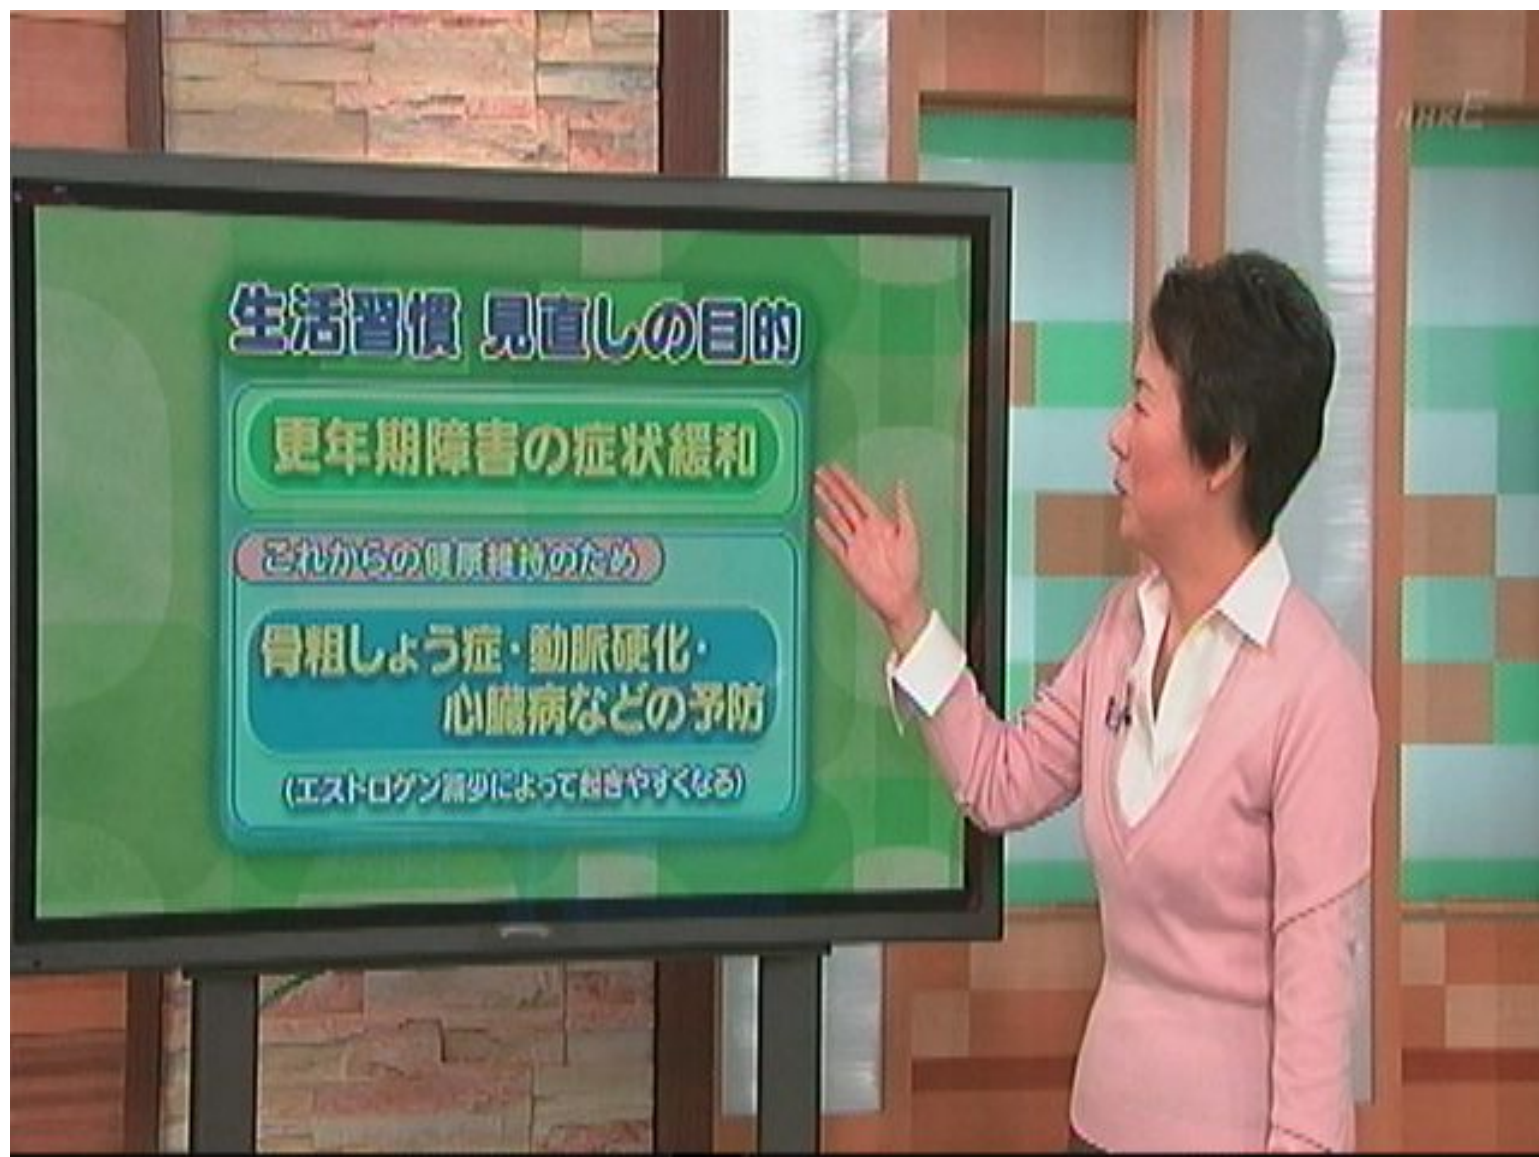 NHKE
生活習慣 見直しの目的
更年期障害の症状緩和
これからの健康維持のため
骨粗しょう症・動脈硬化・
心臓病などの予防
(エストロゲン減少によって起きやすくなる)